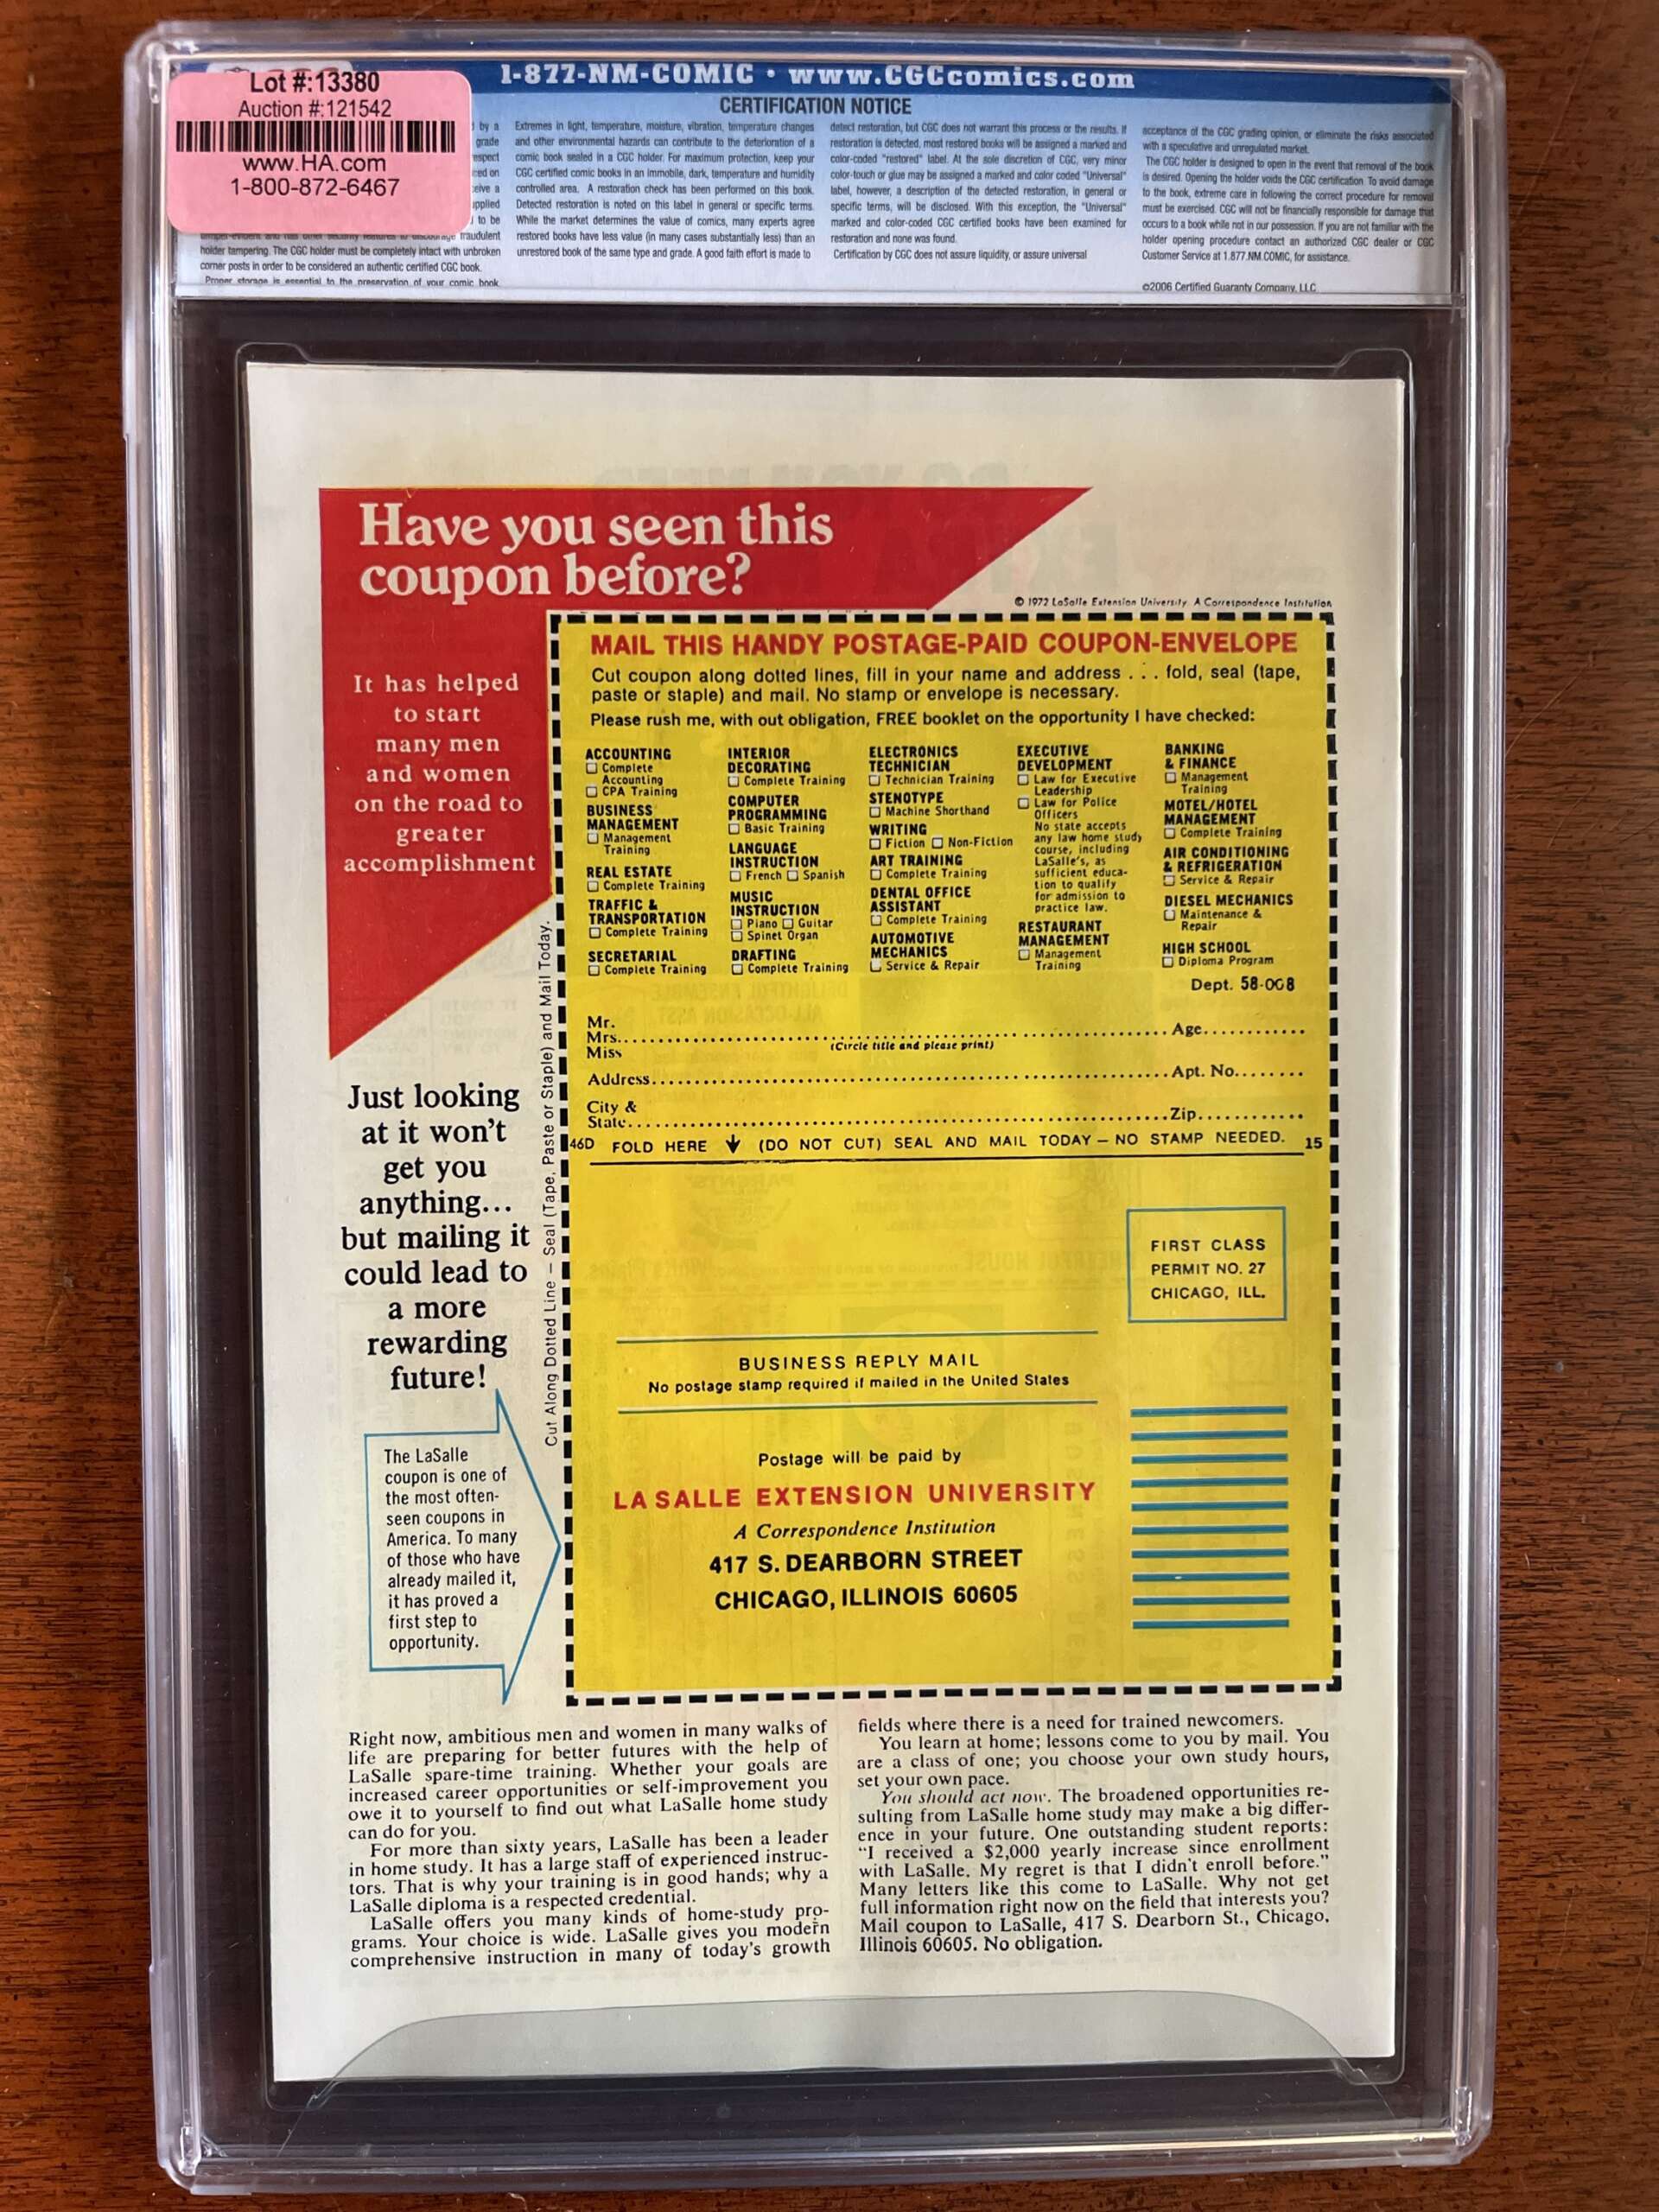 Lot #:13380
Auction #:121542
www.HA.com
1-800-872-6467
1-877-NM-COMIC • www.CGCcomics.com
CERTIFICATION NOTICE
by a
grade
respect
ced on
ceive a
applied
to be
tamper-evident and has other security features to discourage fraudulent
holder tampering. The CGC holder must be completely intact with unbroken
corner posts in order to be considered an authentic certified CGC book.
Proper storage is essential to the preservation of your comic book.
Extremes in light, temperature, moisture, vibration, temperature changes
and other environmental hazards can contribute to the deterioration of a
comic book sealed in a CGC holder. For maximum protection, keep your
CGC certified comic books in an immobile, dark, temperature and humidity
controlled area. A restoration check has been performed on this book.
Detected restoration is noted on this label in general or specific terms.
While the market determines the value of comics, many experts agree
restored books have less value (in many cases substantially less) than an
unrestored book of the same type and grade. A good faith effort is made to
detect restoration, but CGC does not warrant this process or the results. If
restoration is detected, most restored books will be assigned a marked and
color-coded "restored" label. At the sole discretion of CGC, very minor
color-touch or glue may be assigned a marked and color coded "Universal"
label, however, a description of the detected restoration, in general or
specific terms, will be disclosed. With this exception, the "Universal"
marked and color-coded CGC certified books have been examined for
restoration and none was found.
Certification by CGC does not assure liquidity, or assure universal
acceptance of the CGC grading opinion, or eliminate the risks associated
with a speculative and unregulated market.
The CGC holder is designed to open in the event that removal of the book
is desired. Opening the holder voids the CGC certification. To avoid damage
to the book, extreme care in following the correct procedure for removal
must be exercised. CGC will not be financially responsible for damage that
occurs to a book while not in our possession. If you are not familiar with the
holder opening procedure contact an authorized CGC dealer or CGC
Customer Service at 1.877.NM.COMIC, for assistance.
©2006 Certified Guaranty Company, LLC
Have you seen this
coupon before?
© 1972 LaSalle Extension University. A Correspondence Institution
It has helped
to start
many men
and women
on the road to
greater
accomplishment
MAIL THIS HANDY POSTAGE-PAID COUPON-ENVELOPE
Cut coupon along dotted lines, fill in your name and address . . . fold, seal (tape,
paste or staple) and mail. No stamp or envelope is necessary.
Please rush me, with out obligation, FREE booklet on the opportunity I have checked:
ACCOUNTING
☐ Complete
Accounting
☐ CPA Training
BUSINESS
MANAGEMENT
☐ Management
Training
REAL ESTATE
☐ Complete Training
TRAFFIC &
TRANSPORTATION
☐ Complete Training
SECRETARIAL
☐ Complete Training
INTERIOR
DECORATING
☐ Complete Training
COMPUTER
PROGRAMMING
☐ Basic Training
LANGUAGE
INSTRUCTION
☐ French ☐ Spanish
MUSIC
INSTRUCTION
☐ Piano ☐ Guitar
☐ Spinet Organ
DRAFTING
☐ Complete Training
ELECTRONICS
TECHNICIAN
☐ Technician Training
STENOTYPE
☐ Machine Shorthand
WRITING
☐ Fiction ☐ Non-Fiction
ART TRAINING
☐ Complete Training
DENTAL OFFICE
ASSISTANT
☐ Complete Training
AUTOMOTIVE
MECHANICS
☐ Service & Repair
EXECUTIVE
DEVELOPMENT
☐ Law for Executive
Leadership
☐ Law for Police
Officers
No state accepts
any law home study
course, including
LaSalle's, as
sufficient educa-
tion to qualify
for admission to
practice law.
RESTAURANT
MANAGEMENT
☐ Management
Training
BANKING
& FINANCE
☐ Management
Training
MOTEL/HOTEL
MANAGEMENT
☐ Complete Training
AIR CONDITIONING
& REFRIGERATION
☐ Service & Repair
DIESEL MECHANICS
☐ Maintenance &
Repair
HIGH SCHOOL
☐ Diploma Program
Dept. 58-068
Mr.
Mrs. Age
Miss
(Circle title and please print)
Address Apt. No.
City &
State Zip
46D FOLD HERE ↓ (DO NOT CUT) SEAL AND MAIL TODAY — NO STAMP NEEDED. 15
Cut Along Dotted Line — Seal (Tape, Paste or Staple) and Mail Today.
Just looking
at it won't
get you
anything...
but mailing it
could lead to
a more
rewarding
future!
The LaSalle
coupon is one of
the most often-
seen coupons in
America. To many
of those who have
already mailed it,
it has proved a
first step to
opportunity.
FIRST CLASS
PERMIT NO. 27
CHICAGO, ILL.
BUSINESS REPLY MAIL
No postage stamp required if mailed in the United States
Postage will be paid by
LA SALLE EXTENSION UNIVERSITY
A Correspondence Institution
417 S. DEARBORN STREET
CHICAGO, ILLINOIS 60605
Right now, ambitious men and women in many walks of
life are preparing for better futures with the help of
LaSalle spare-time training. Whether your goals are
increased career opportunities or self-improvement you
owe it to yourself to find out what LaSalle home study
can do for you.
For more than sixty years, LaSalle has been a leader
in home study. It has a large staff of experienced instruc-
tors. That is why your training is in good hands; why a
LaSalle diploma is a respected credential.
LaSalle offers you many kinds of home-study pro-
grams. Your choice is wide. LaSalle gives you modern
comprehensive instruction in many of today's growth
fields where there is a need for trained newcomers.
You learn at home; lessons come to you by mail. You
are a class of one; you choose your own study hours,
set your own pace.
You should act now. The broadened opportunities re-
sulting from LaSalle home study may make a big differ-
ence in your future. One outstanding student reports:
"I received a $2,000 yearly increase since enrollment
with LaSalle. My regret is that I didn't enroll before."
Many letters like this come to LaSalle. Why not get
full information right now on the field that interests you?
Mail coupon to LaSalle, 417 S. Dearborn St., Chicago,
Illinois 60605. No obligation.